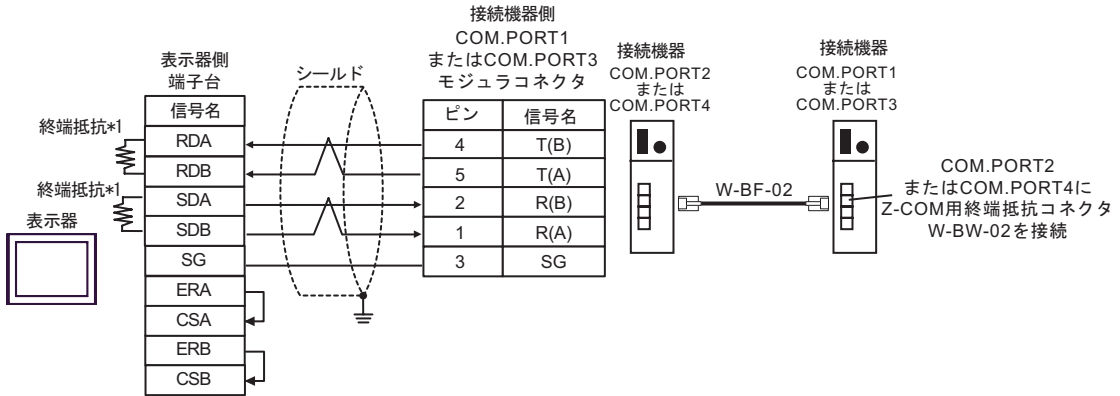 接続機器側
COM.PORT1
またはCOM.PORT3
モジュラコネクタ
表示器側
端子台
シールド
接続機器
COM.PORT2
または
COM.PORT4
接続機器
COM.PORT1
または
COM.PORT3
信号名
ピン 信号名
終端抵抗*1
RDA 4 T(B)
RDB 5 T(A)
終端抵抗*1
SDA 2 R(B)
SDB 1 R(A)
SG 3 SG
ERA
CSA
ERB
CSB
表示器
W-BF-02
COM.PORT2
またはCOM.PORT4に
Z-COM用終端抵抗コネクタ
W-BW-02を接続